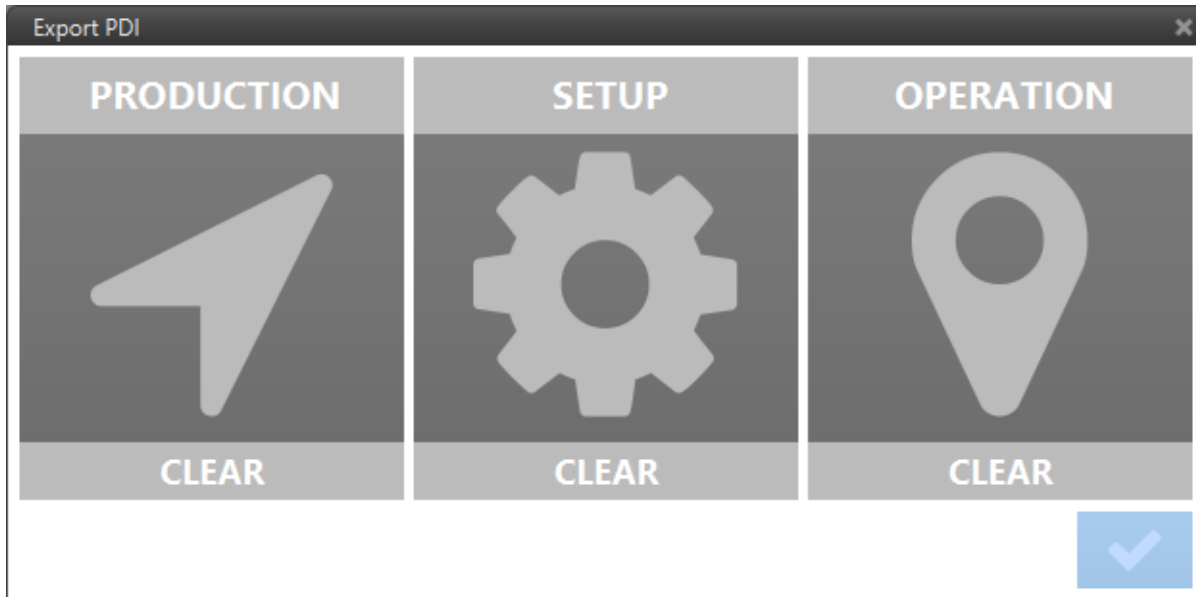 Export PDI
PRODUCTION
SETUP
OPERATION
CLEAR
CLEAR
CLEAR